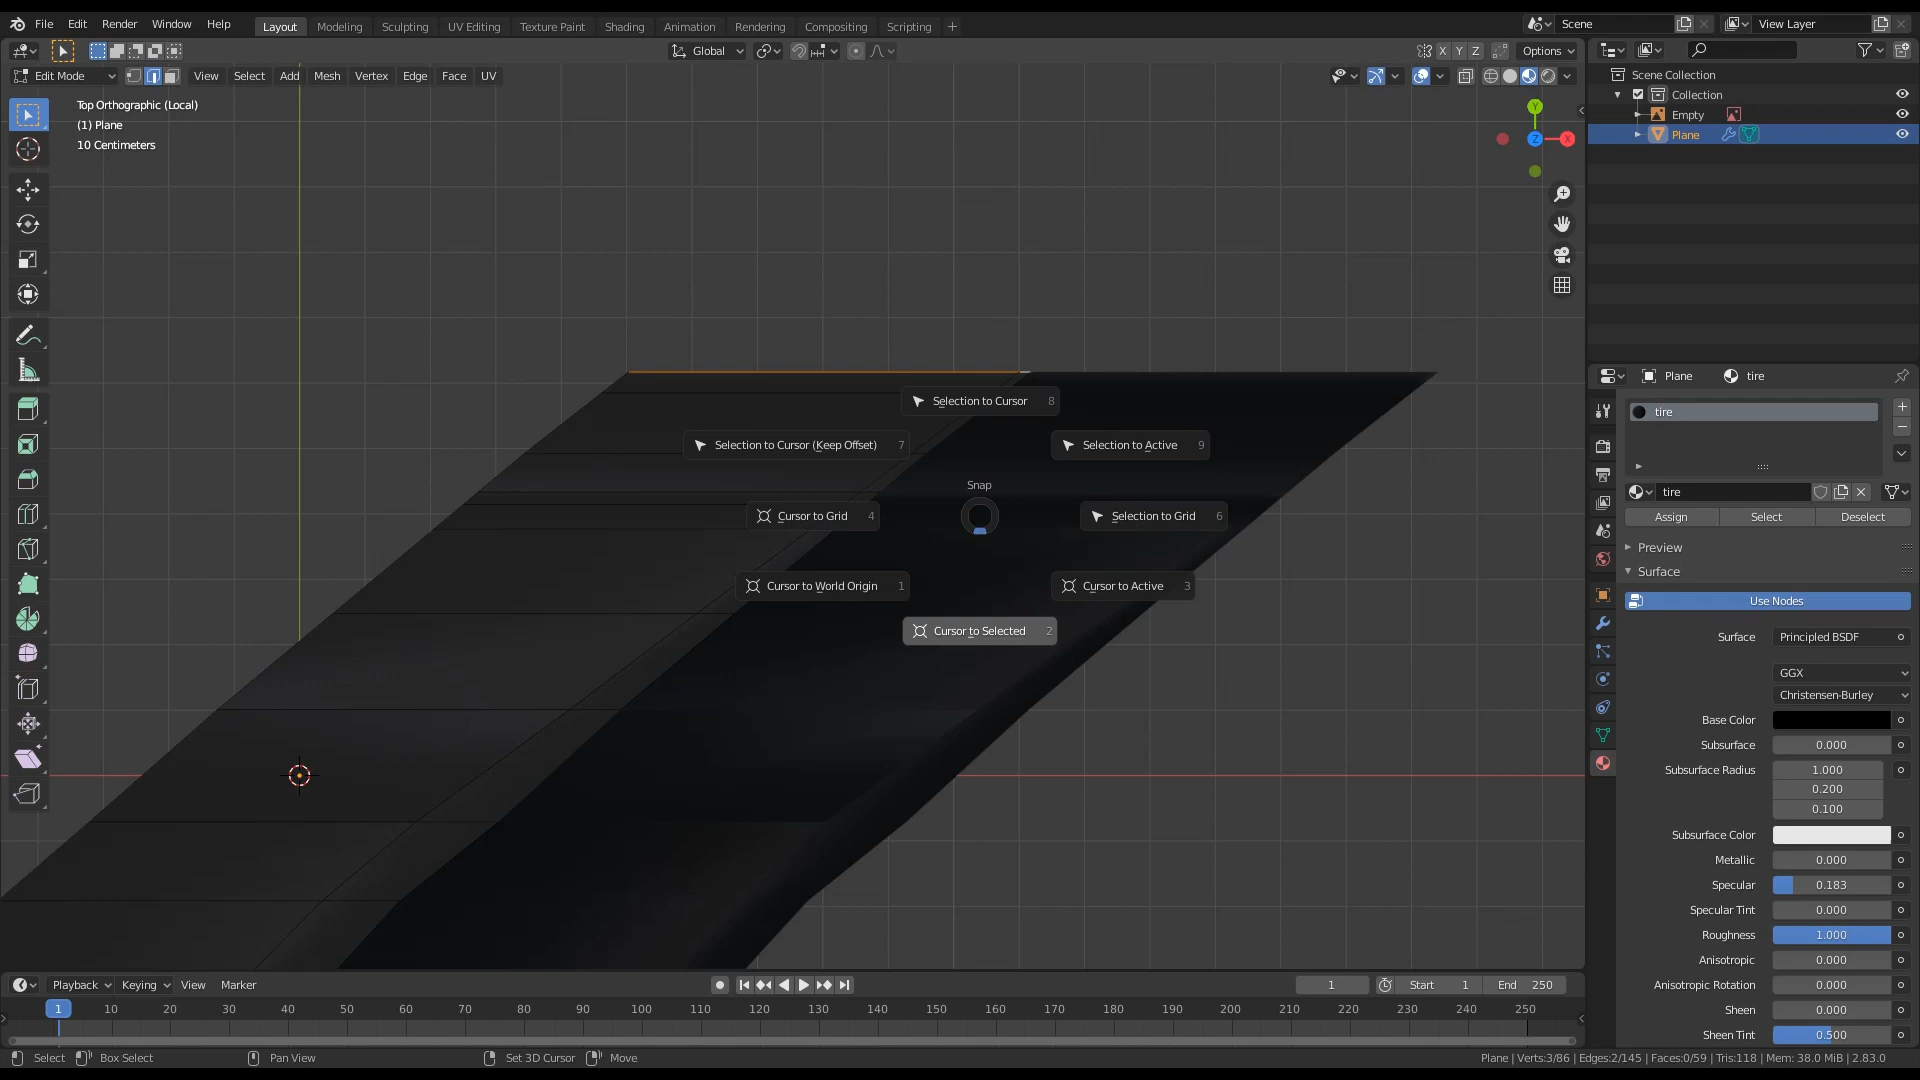 File Edit Render Window Help Layout Modeling Sculpting UV Editing Texture Paint Shading Animation Rendering Compositing Scripting + Scene View Layer
Global X Y Z Options
Edit Mode View Select Add Mesh Vertex Edge Face UV
Scene Collection
Collection
Empty
Plane
Top Orthographic (Local)
(1) Plane
10 Centimeters
Y
Z X
Selection to Cursor 8
Selection to Cursor (Keep Offset) 7
Selection to Active 9
Snap
Cursor to Grid 4
Selection to Grid 6
Cursor to World Origin 1
Cursor to Active 3
Cursor to Selected 2
Plane tire
tire
tire
Assign Select Deselect
Preview
Surface
Use Nodes
Surface Principled BSDF
GGX
Christensen-Burley
Base Color
Subsurface 0.000
Subsurface Radius 1.000
0.200
0.100
Subsurface Color
Metallic 0.000
Specular 0.183
Specular Tint 0.000
Roughness 1.000
Anisotropic 0.000
Anisotropic Rotation 0.000
Sheen 0.000
Sheen Tint 0.500
Playback Keying View Marker 1 Start 1 End 250
1 10 20 30 40 50 60 70 80 90 100 110 120 130 140 150 160 170 180 190 200 210 220 230 240 250
Select Box Select Pan View Set 3D Cursor Move Plane | Verts:3/86 | Edges:2/145 | Faces:0/59 | Tris:118 | Mem: 38.0 MiB | 2.83.0